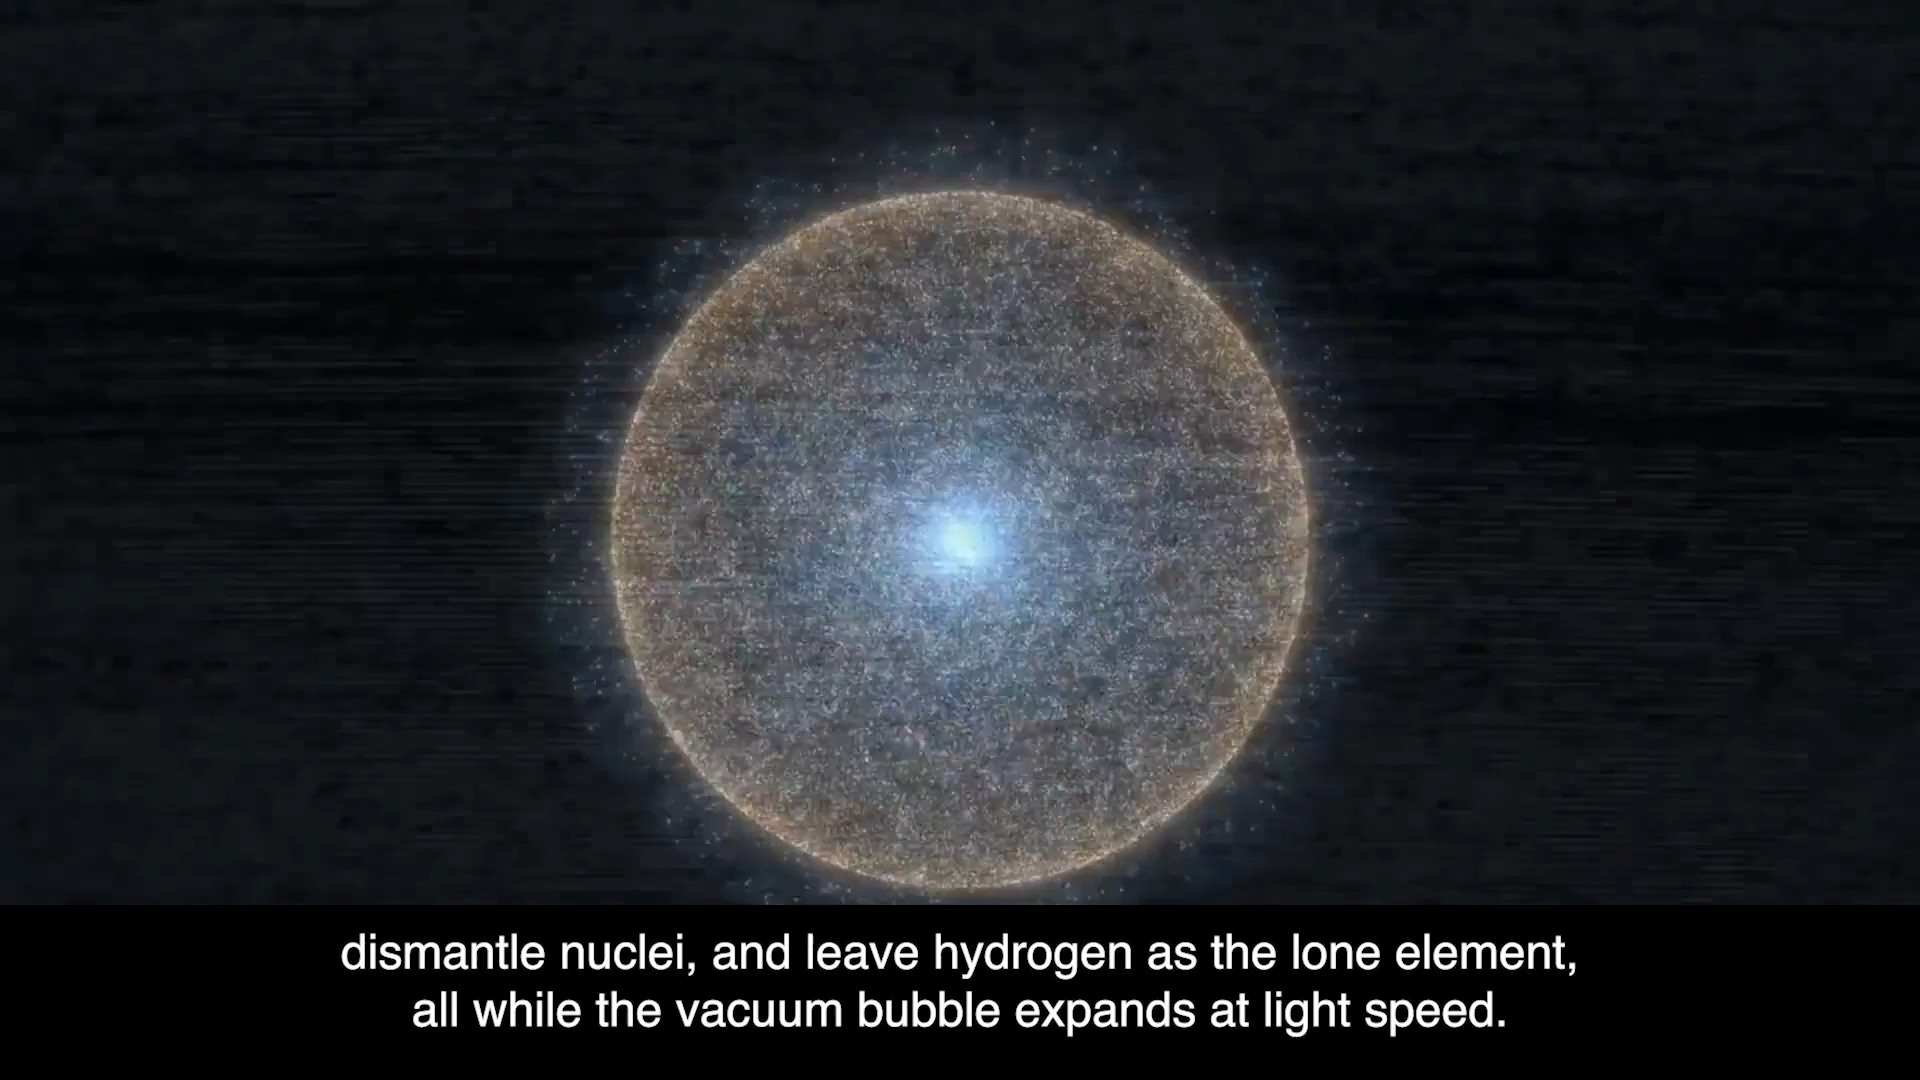 dismantle nuclei, and leave hydrogen as the lone element,
all while the vacuum bubble expands at light speed.